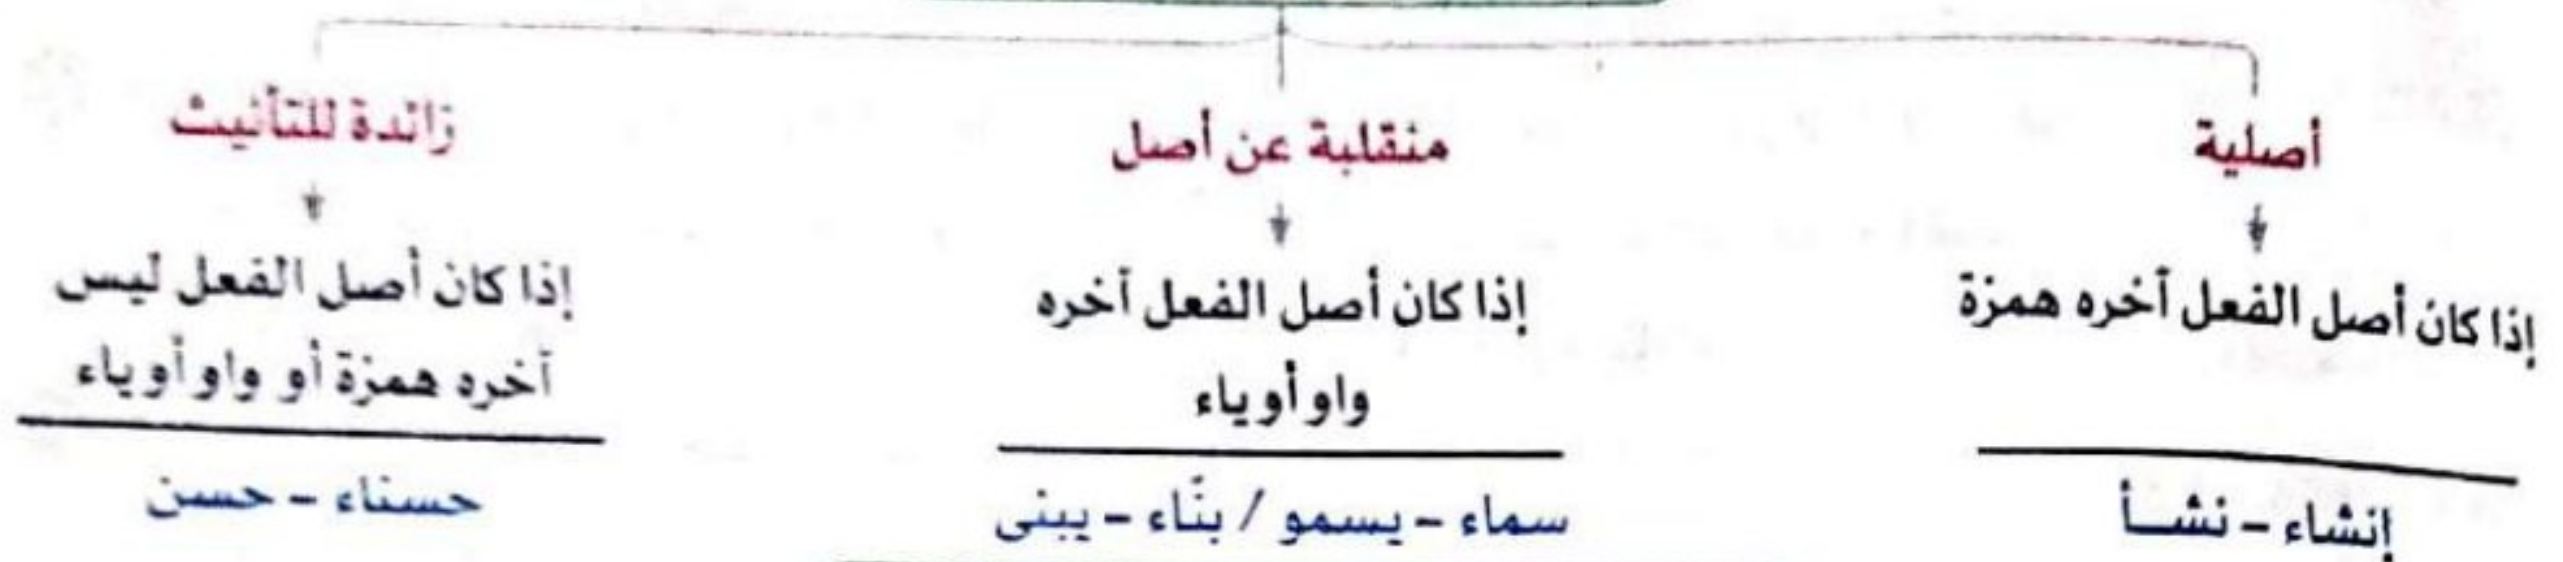 أصلية
إذا كان أصل الفعل آخره همزة
إنشاء – نشأ
منقلبة عن أصل
إذا كان أصل الفعل آخره
واو أو ياء
سماء – يسمو / بنّاء – يبنى
زائدة للتأنيث
إذا كان أصل الفعل ليس
آخره همزة أو واو أو ياء
حسناء – حسن